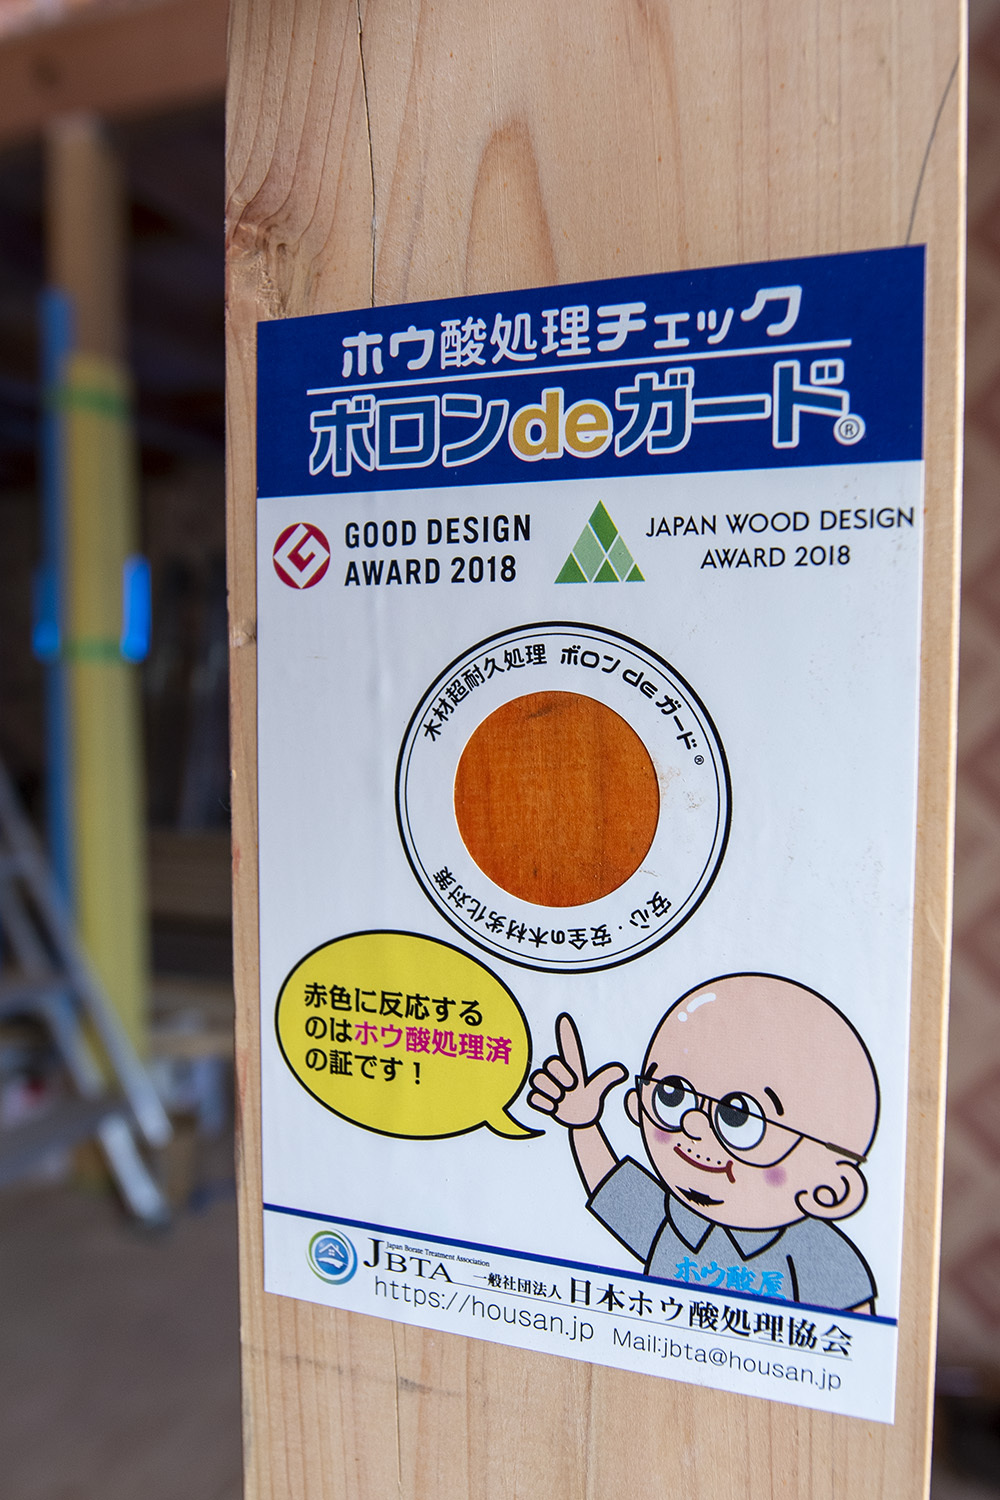 ホウ酸処理チェック
ボロンdeガード®
GOOD DESIGN
AWARD 2018
JAPAN WOOD DESIGN
AWARD 2018
木材超耐久処理 ボロンdeガード®
安心・安全の木材劣化対策
赤色に反応する
のはホウ酸処理済
の証です!
ホウ酸屋
Japan Borate Treatment Association
JBTA 一般社団法人 日本ホウ酸処理協会
https://housan.jp Mail:jbta@housan.jp